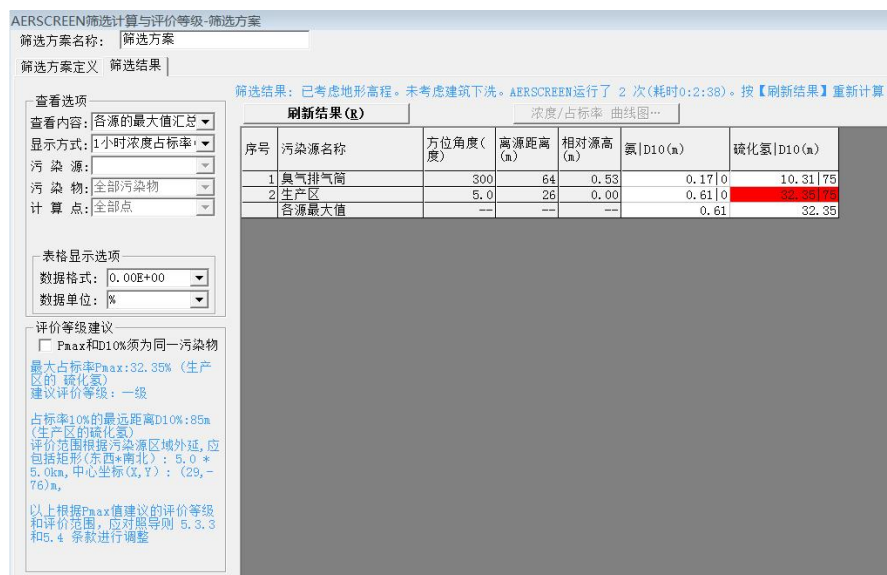 AERSCREEN筛选计算与评价等级-筛选方案
筛选方案名称： 筛选方案
筛选方案定义 筛选结果
筛选结果：已考虑地形高程。未考虑建筑下洗。AERSCREEN运行了 2 次(耗时0:2:38)。按【刷新结果】重新计算
刷新结果(R) 浓度/占标率 曲线图…
查看选项
查看内容： 各源的最大值汇总
显示方式： 1小时浓度占标率
污 染 源：
污 染 物： 全部污染物
计 算 点： 全部点
表格显示选项
数据格式： 0.00E+00
数据单位： %
评价等级建议
Pmax和D10%须为同一污染物
最大占标率Pmax:32.35% (生产
区的 硫化氢)
建议评价等级：一级
占标率10%的最远距离D10%:85m
(生产区的硫化氢)
评价范围根据污染源区域外延,应
包括矩形(东西*南北)：5.0 *
5.0km,中心坐标(X,Y)：(29,-
76)m,
以上根据Pmax值建议的评价等级
和评价范围，应对照导则 5.3.3
和5.4 条款进行调整
序号 污染源名称 方位角度(度) 离源距离(m) 相对源高(m) 氨|D10(m) 硫化氢|D10(m)
1 臭气排气筒 300 64 0.53 0.17|0 10.31|75
2 生产区 5.0 26 0.00 0.61|0 32.35|75
各源最大值 -- -- -- 0.61 32.35